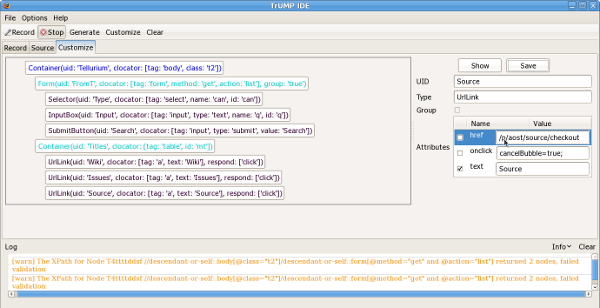 TrUMP IDE
File Options Help
Record Stop Generate Customize Clear
Record Source Customize
Container(uid: 'Tellurium', clocator: [tag: 'body', class: 't2'])
Form(uid: 'FromT', clocator: [tag: 'form', method: 'get', action: 'list'], group: 'true')
Selector(uid: 'Type', clocator: [tag: 'select', name: 'can', id: 'can'])
InputBox(uid: 'Input', clocator: [tag: 'input', type: 'text', name: 'q', id: 'q'])
SubmitButton(uid: 'Search', clocator: [tag: 'input', type: 'submit', value: 'Search'])
Container(uid: 'Titles', clocator: [tag: 'table', id: 'mt'])
UrlLink(uid: 'Wiki', clocator: [tag: 'a', text: 'Wiki'], respond: ['click'])
UrlLink(uid: 'Issues', clocator: [tag: 'a', text: 'Issues'], respond: ['click'])
UrlLink(uid: 'Source', clocator: [tag: 'a', text: 'Source'], respond: ['click'])
Show Save
UID Source
Type UrlLink
Group
Attributes
Name Value
href /p/aost/source/checkout
onclick cancelBubble=true;
text Source
Log Info Clear
[warn] The XPath for Node T4ttttddsf //descendant-or-self::body[@class="t2"]/descendant-or-self::form[@method="get" and @action="list"] returned 2 nodes, failed
validation
[warn] The XPath for Node T4ttttddsf //descendant-or-self::body[@class="t2"]/descendant-or-self::form[@method="get" and @action="list"] returned 2 nodes, failed
validation